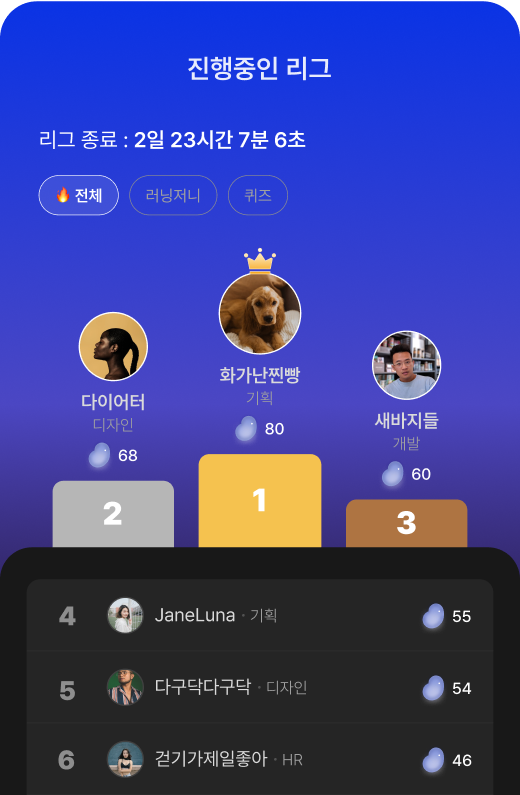 진행중인 리그
리그 종료 : 2일 23시간 7분 6초
전체 러닝저니 퀴즈
화가난찐빵
기획
80
다이어터
디자인
68
새바지들
개발
60
2 1 3
4 JaneLuna · 기획 55
5 다구닥다구닥 · 디자인 54
6 걷기가제일좋아 · HR 46